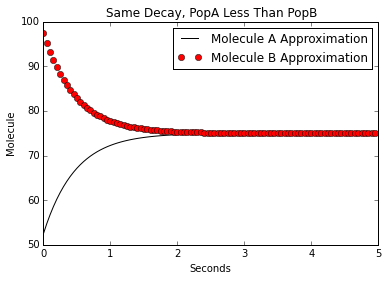 Same Decay, PopA Less Than PopB
Molecule A Approximation
Molecule B Approximation
Molecule
100
90
80
70
60
50
0 1 2 3 4 5
Seconds